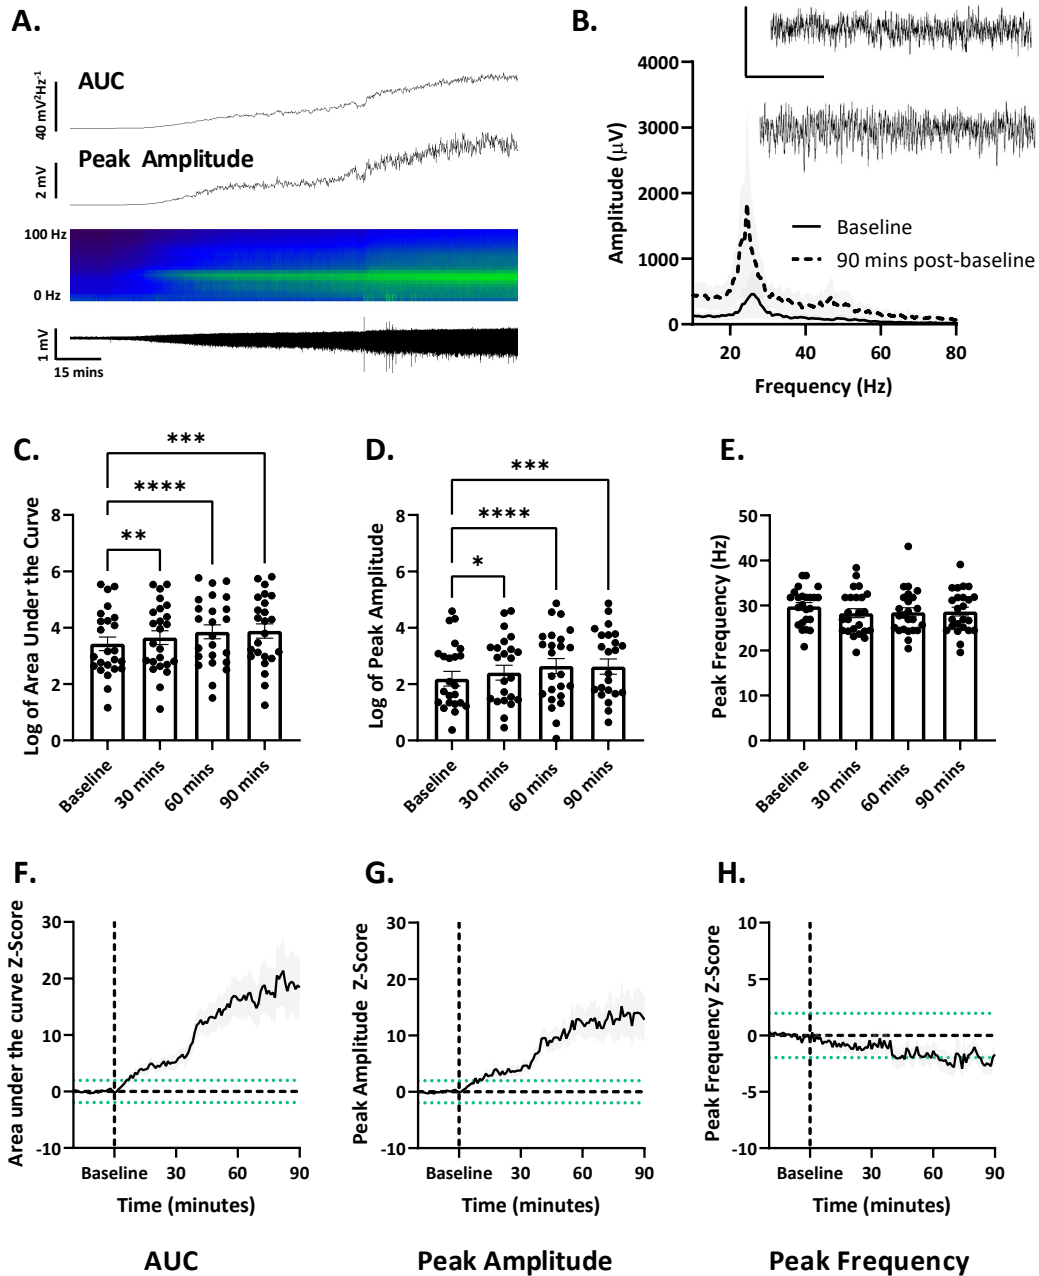 A.
AUC
40 mV²Hz⁻¹
Peak Amplitude
2 mV
100 Hz
0 Hz
1 mV
15 mins
B.
Amplitude (µV)
4000
3000
2000
1000
0
20
40
60
80
Frequency (Hz)
Baseline
90 mins post-baseline
C.
Log of Area Under the Curve
8
6
4
2
0
***
****
**
Baseline
30 mins
60 mins
90 mins
D.
Log of Peak Amplitude
8
6
4
2
0
***
****
*
Baseline
30 mins
60 mins
90 mins
E.
Peak Frequency (Hz)
50
40
30
20
10
0
Baseline
30 mins
60 mins
90 mins
F.
Area under the curve Z-Score
30
20
10
0
-10
Baseline
30
60
90
Time (minutes)
AUC
G.
Peak Amplitude Z-Score
30
20
10
0
-10
Baseline
30
60
90
Time (minutes)
Peak Amplitude
H.
Peak Frequency Z-Score
10
5
0
-5
-10
Baseline
30
60
90
Time (minutes)
Peak Frequency